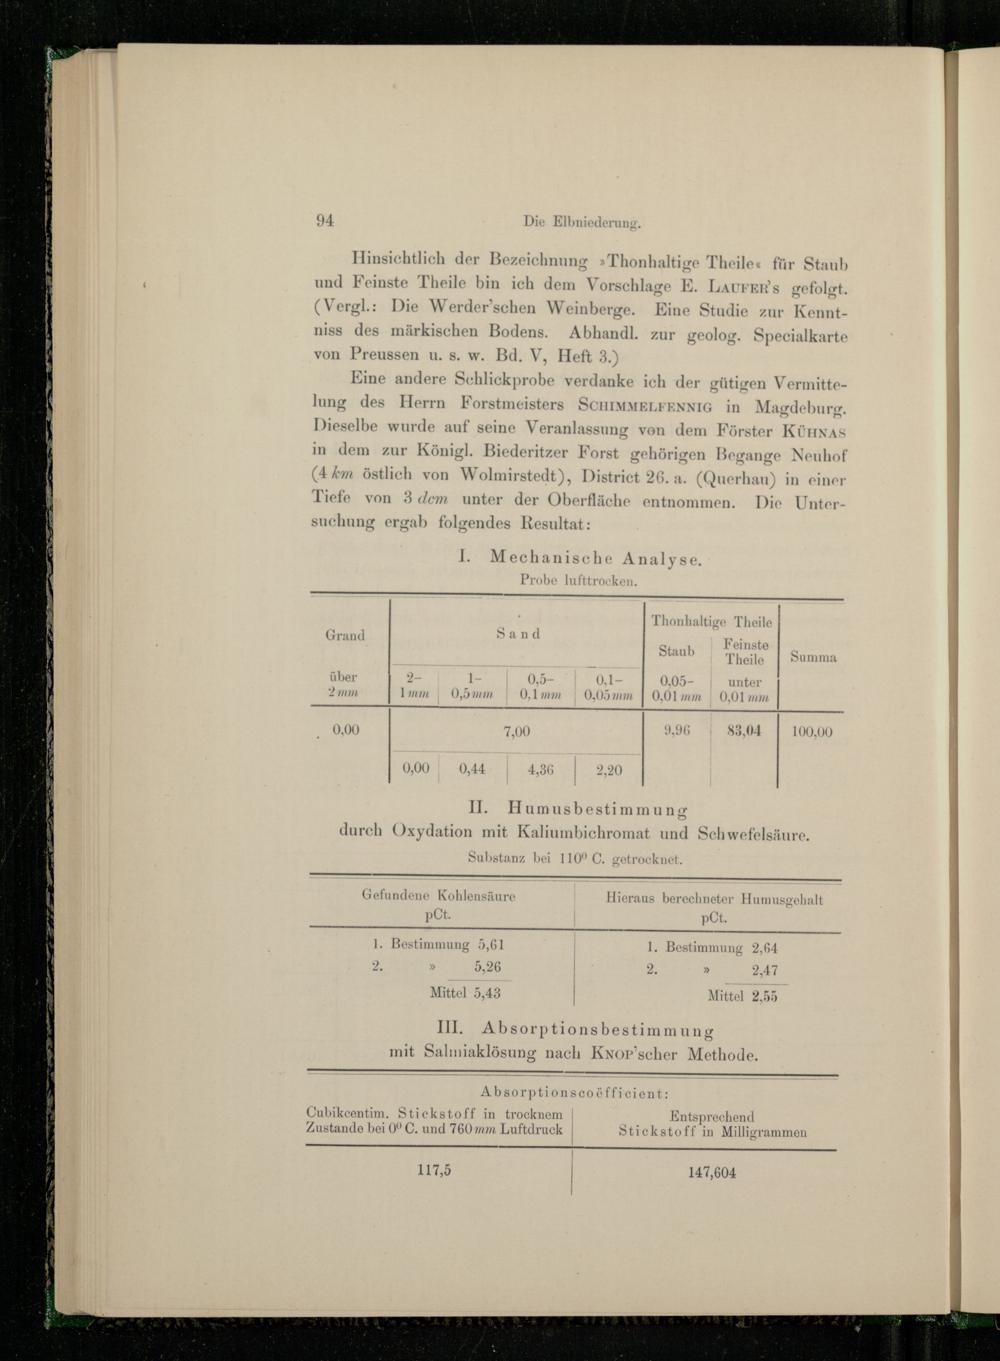 94 Die Elbniederung.
Hinsichtlich der Bezeichnung »Thonhaltige Theile« für Staub
und Feinste Theile bin ich dem Vorschlage E. LAUFER's gefolgt.
(Vergl.: Die Werder'schen Weinberge. Eine Studie zur Kennt-
niss des märkischen Bodens. Abhandl. zur geolog. Specialkarte
von Preussen u. s. w. Bd. V, Heft 3.)
Eine andere Schlickprobe verdanke ich der gütigen Vermitte-
lung des Herrn Forstmeisters SCHIMMELFENNIG in Magdeburg.
Dieselbe wurde auf seine Veranlassung von dem Förster KÜHNAS
in dem zur Königl. Biederitzer Forst gehörigen Begange Neuhof
(4 km östlich von Wolmirstedt), District 26. a. (Querhau) in einer
Tiefe von 3 dcm unter der Oberfläche entnommen. Die Unter-
suchung ergab folgendes Resultat:
I. Mechanische Analyse.
Probe lufttrocken.
Grand Sand Thonhaltige Theile Summa
Staub Feinste
Theile
über 2- 1- 0,5- 0,1- 0,05- unter
2 mm 1 mm 0,5 mm 0,1 mm 0,05 mm 0,01 mm 0,01 mm
0,00 7,00 9,96 83,04 100,00
0,00 0,44 4,36 2,20
II. Humusbestimmung
durch Oxydation mit Kaliumbichromat und Schwefelsäure.
Substanz bei 110⁰ C. getrocknet.
Gefundene Kohlensäure Hieraus berechneter Humusgehalt
pCt. pCt.
1. Bestimmung 5,61 1. Bestimmung 2,64
2. » 5,26 2. » 2,47
Mittel 5,43 Mittel 2,55
III. Absorptionsbestimmung
mit Salmiaklösung nach KNOP'scher Methode.
Absorptionscoëfficient:
Cubikcentim. Stickstoff in trocknem Entsprechend
Zustande bei 0⁰ C. und 760 mm Luftdruck Stickstoff in Milligrammen
117,5 147,604